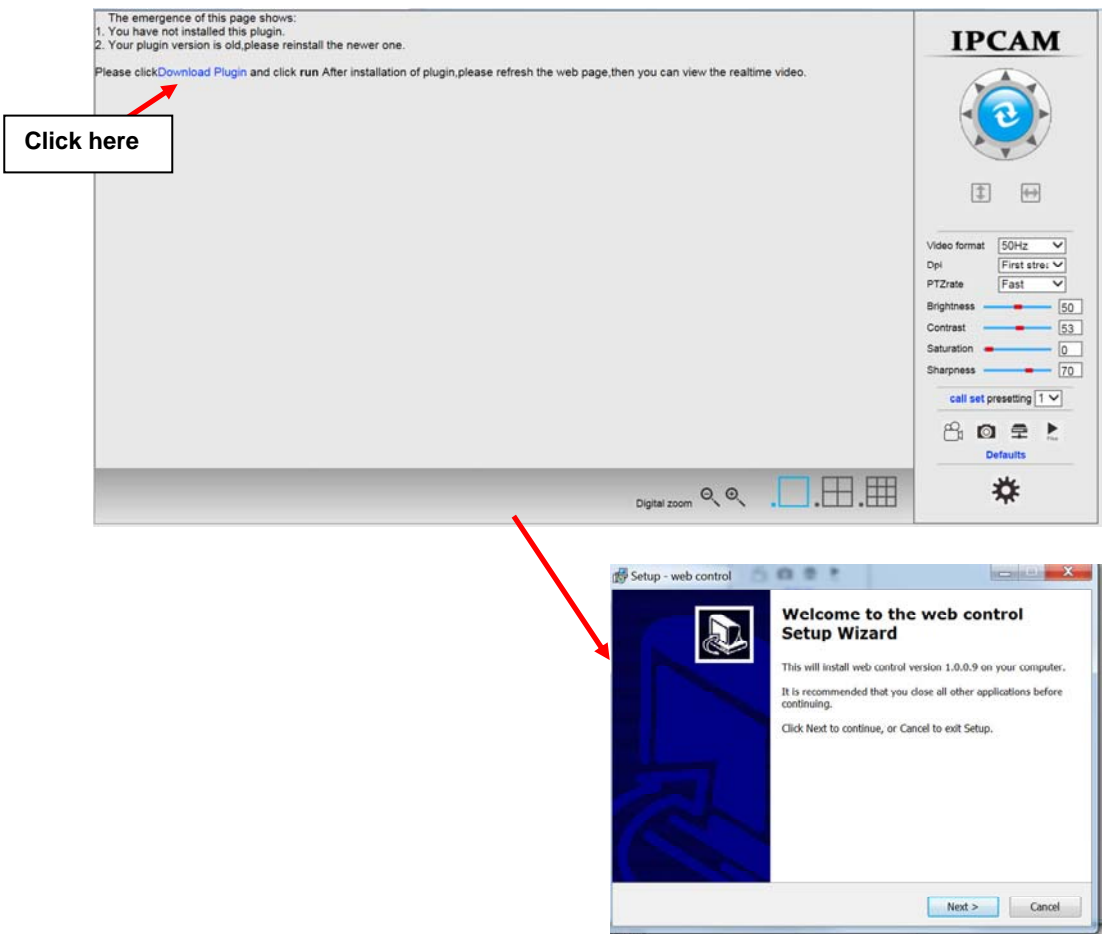 The emergence of this page shows:
1. You have not installed this plugin.
2. Your plugin version is old,please reinstall the newer one.
Please clickDownload Plugin and click run After installation of plugin,please refresh the web page,then you can view the realtime video.
Click here
IPCAM
Video format 50Hz
Dpi First strea
PTZrate Fast
Brightness 50
Contrast 53
Saturation 0
Sharpness 70
call set presetting 1
Defaults
Digital zoom
Setup - web control
Welcome to the web control
Setup Wizard
This will install web control version 1.0.0.9 on your computer.
It is recommended that you close all other applications before
continuing.
Click Next to continue, or Cancel to exit Setup.
Next >
Cancel